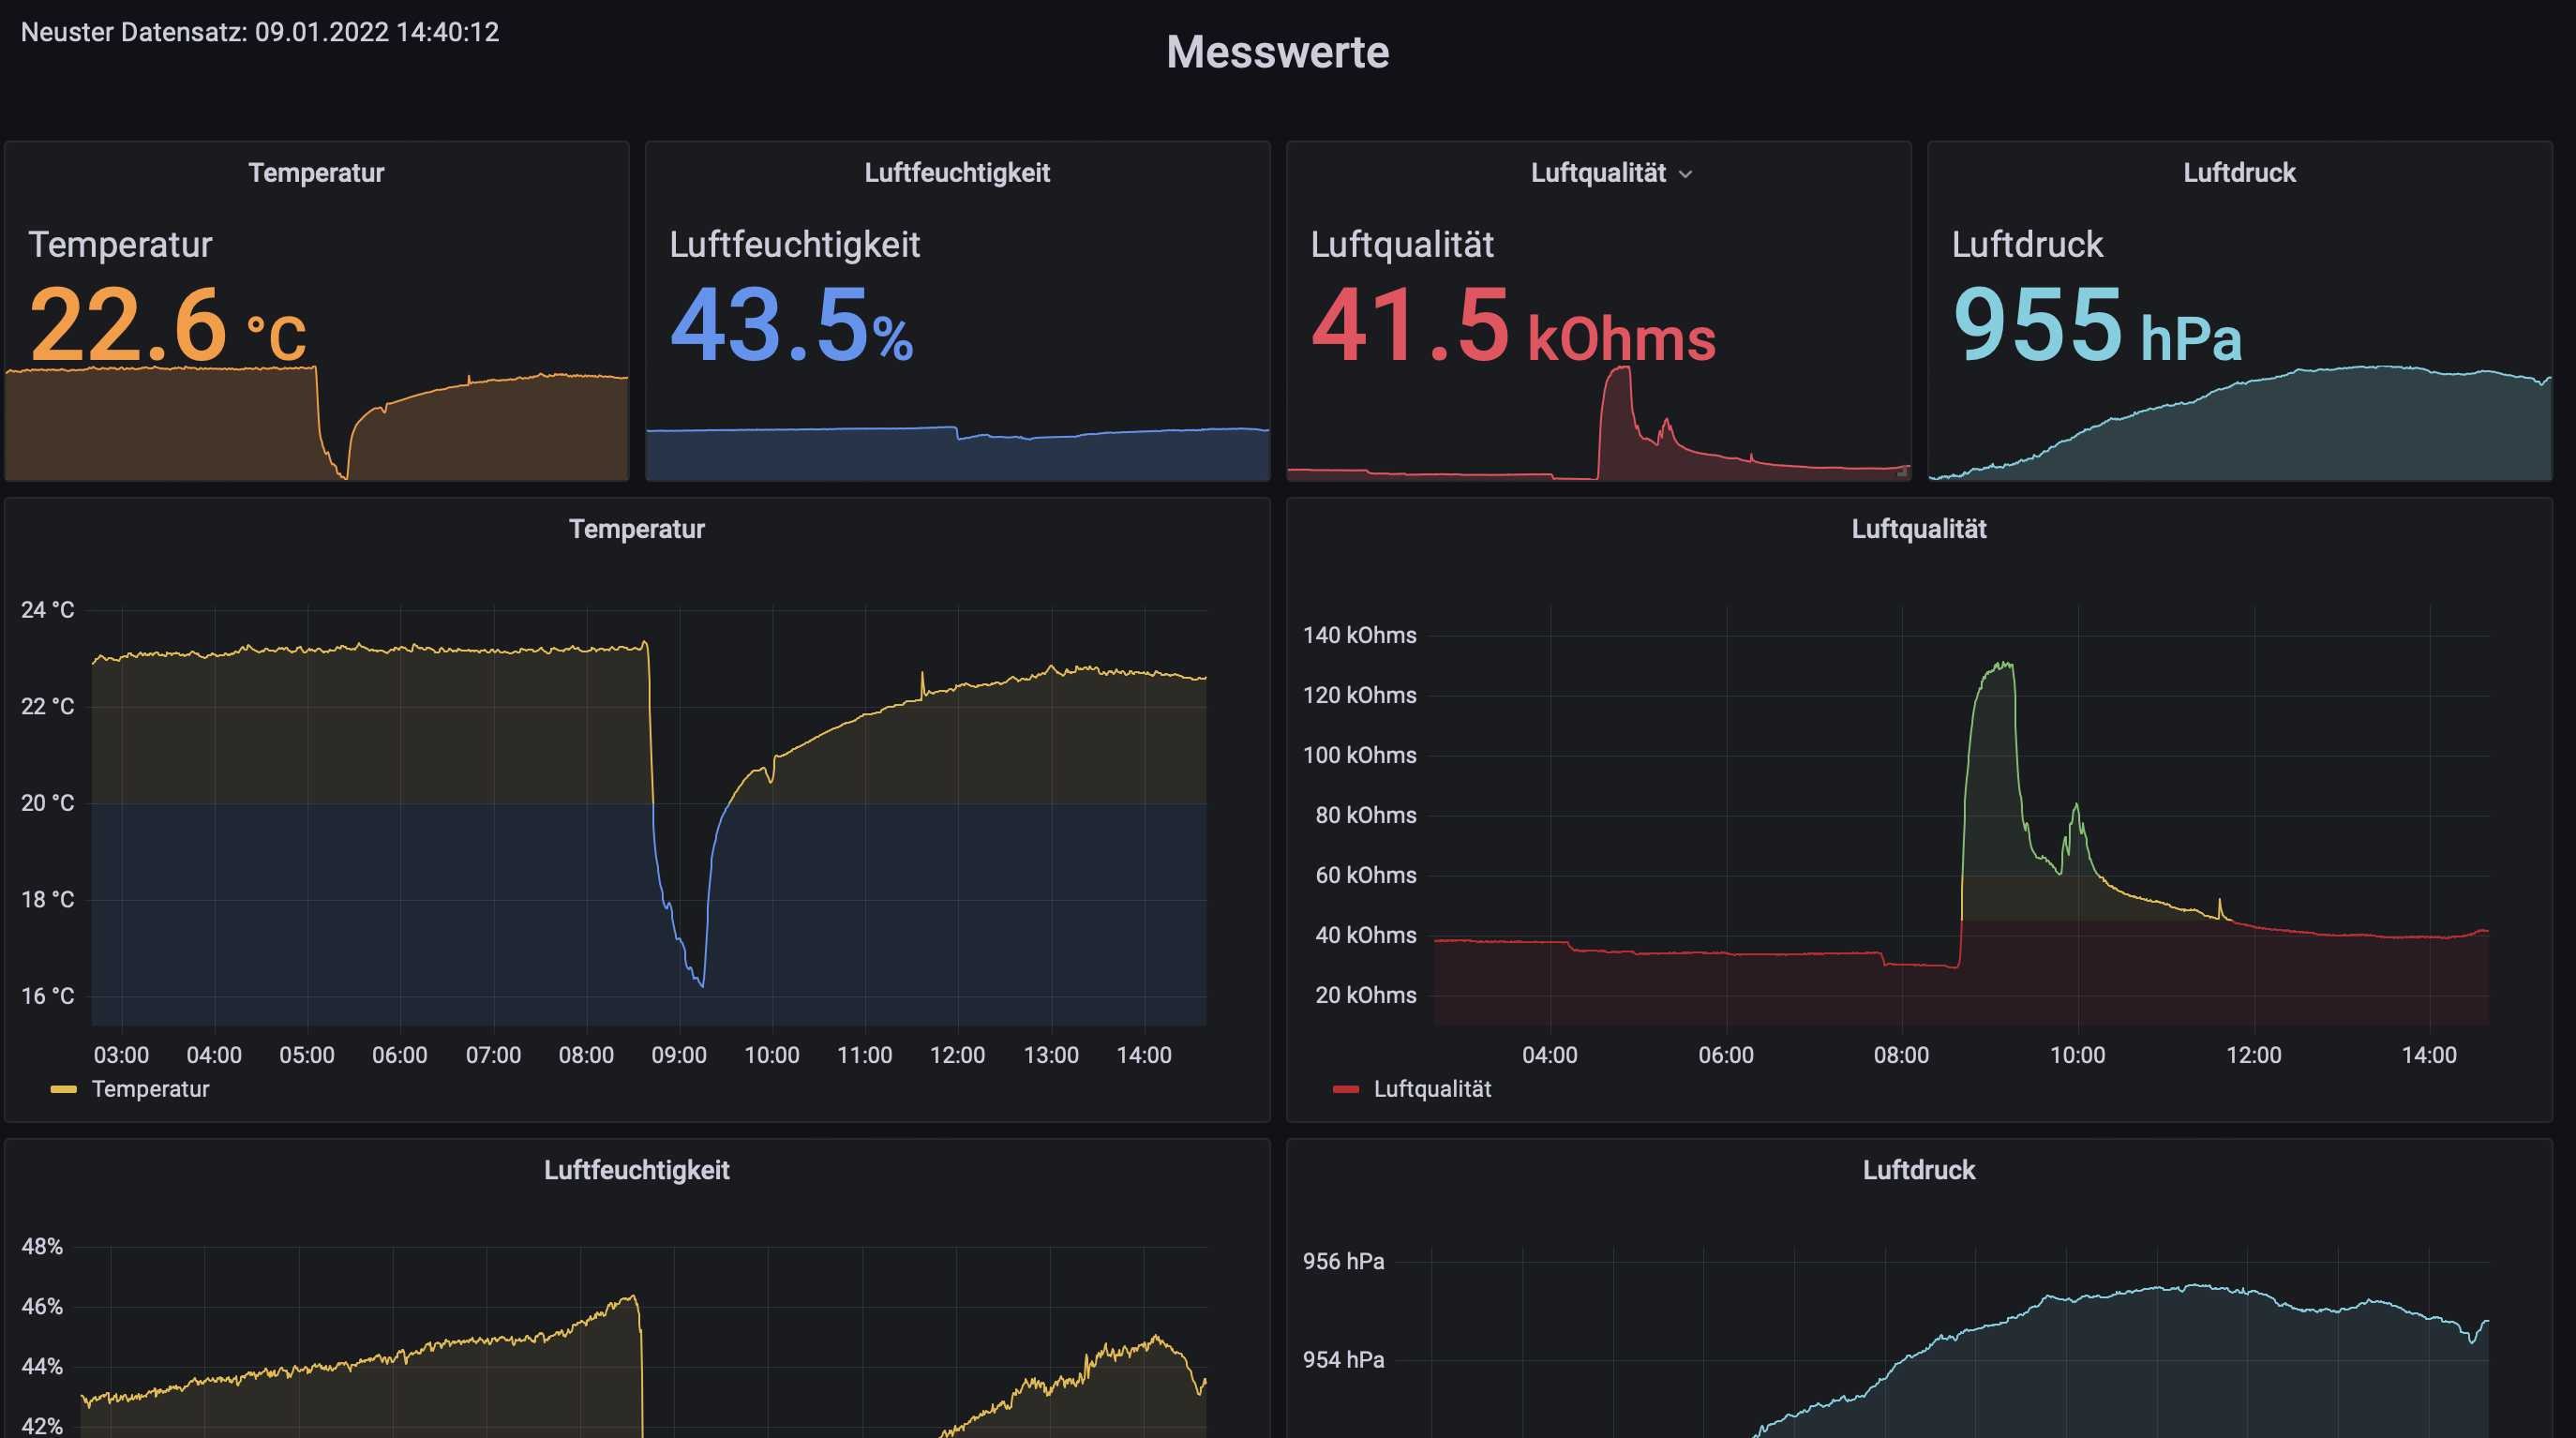 Neuster Datensatz: 09.01.2022 14:40:12
Messwerte
Temperatur
Temperatur
22.6 °C
Luftfeuchtigkeit
Luftfeuchtigkeit
43.5%
Luftqualität
Luftqualität
41.5 kOhms
Luftdruck
Luftdruck
955 hPa
Temperatur
24 °C
22 °C
20 °C
18 °C
16 °C
03:00 04:00 05:00 06:00 07:00 08:00 09:00 10:00 11:00 12:00 13:00 14:00
Temperatur
Luftqualität
140 kOhms
120 kOhms
100 kOhms
80 kOhms
60 kOhms
40 kOhms
20 kOhms
04:00 06:00 08:00 10:00 12:00 14:00
Luftqualität
Luftfeuchtigkeit
48%
46%
44%
42%
Luftdruck
956 hPa
954 hPa